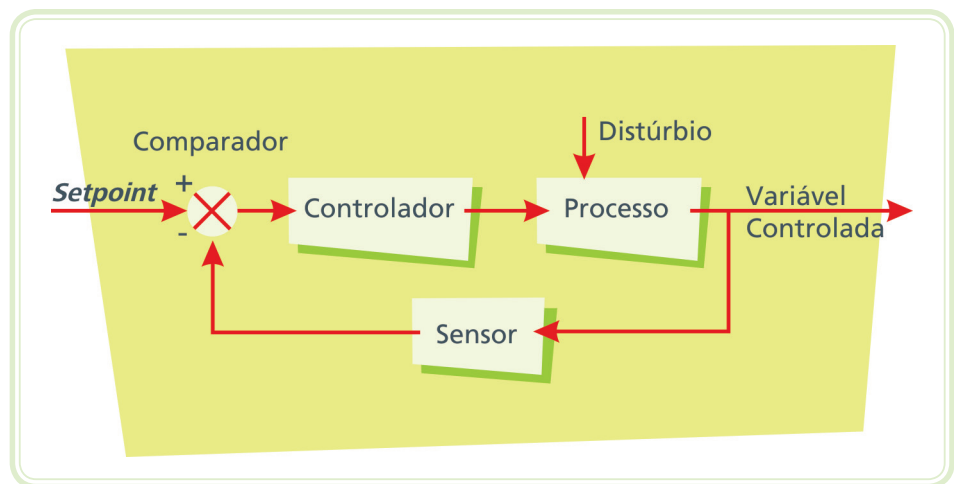 Comparador
Distúrbio
Setpoint
+
-
Controlador
Processo
Variável
Controlada
Sensor